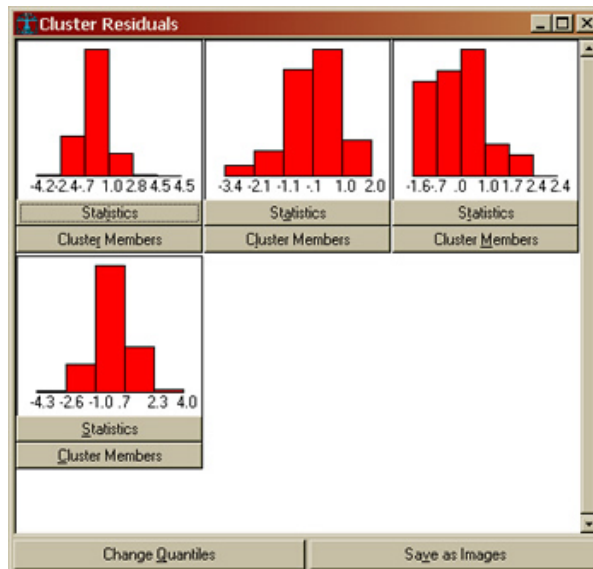 Cluster Residuals
-4.2-2.4-.7 1.0 2.8 4.5 4.5
-3.4 -2.1 -1.1 -.1 1.0 2.0
-1.6-.7 .0 1.0 1.7 2.4 2.4
Statistics
Statistics
Statistics
Cluster Members
Cluster Members
Cluster Members
-4.3 -2.6 -1.0 .7 2.3 4.0
Statistics
Cluster Members
Change Quantiles
Save as Images